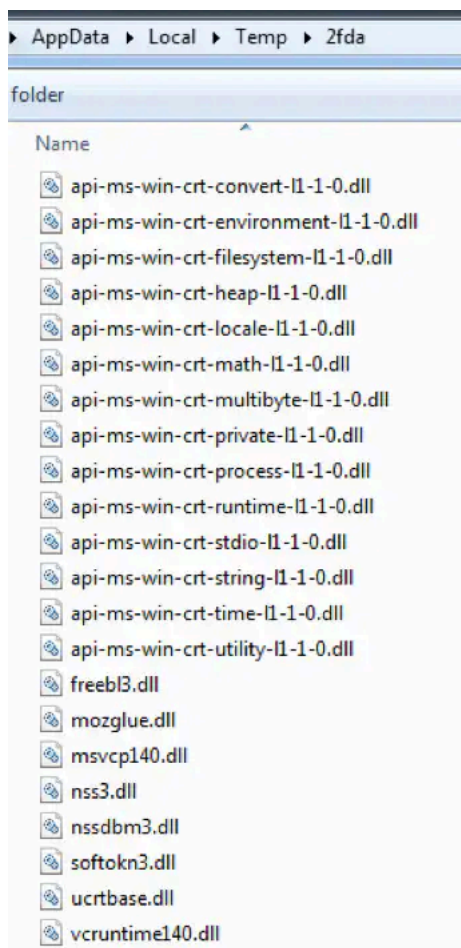 AppData Local Temp 2fda
folder
Name
api-ms-win-crt-convert-l1-1-0.dll
api-ms-win-crt-environment-l1-1-0.dll
api-ms-win-crt-filesystem-l1-1-0.dll
api-ms-win-crt-heap-l1-1-0.dll
api-ms-win-crt-locale-l1-1-0.dll
api-ms-win-crt-math-l1-1-0.dll
api-ms-win-crt-multibyte-l1-1-0.dll
api-ms-win-crt-private-l1-1-0.dll
api-ms-win-crt-process-l1-1-0.dll
api-ms-win-crt-runtime-l1-1-0.dll
api-ms-win-crt-stdio-l1-1-0.dll
api-ms-win-crt-string-l1-1-0.dll
api-ms-win-crt-time-l1-1-0.dll
api-ms-win-crt-utility-l1-1-0.dll
freebl3.dll
mozglue.dll
msvcp140.dll
nss3.dll
nssdbm3.dll
softokn3.dll
ucrtbase.dll
vcruntime140.dll